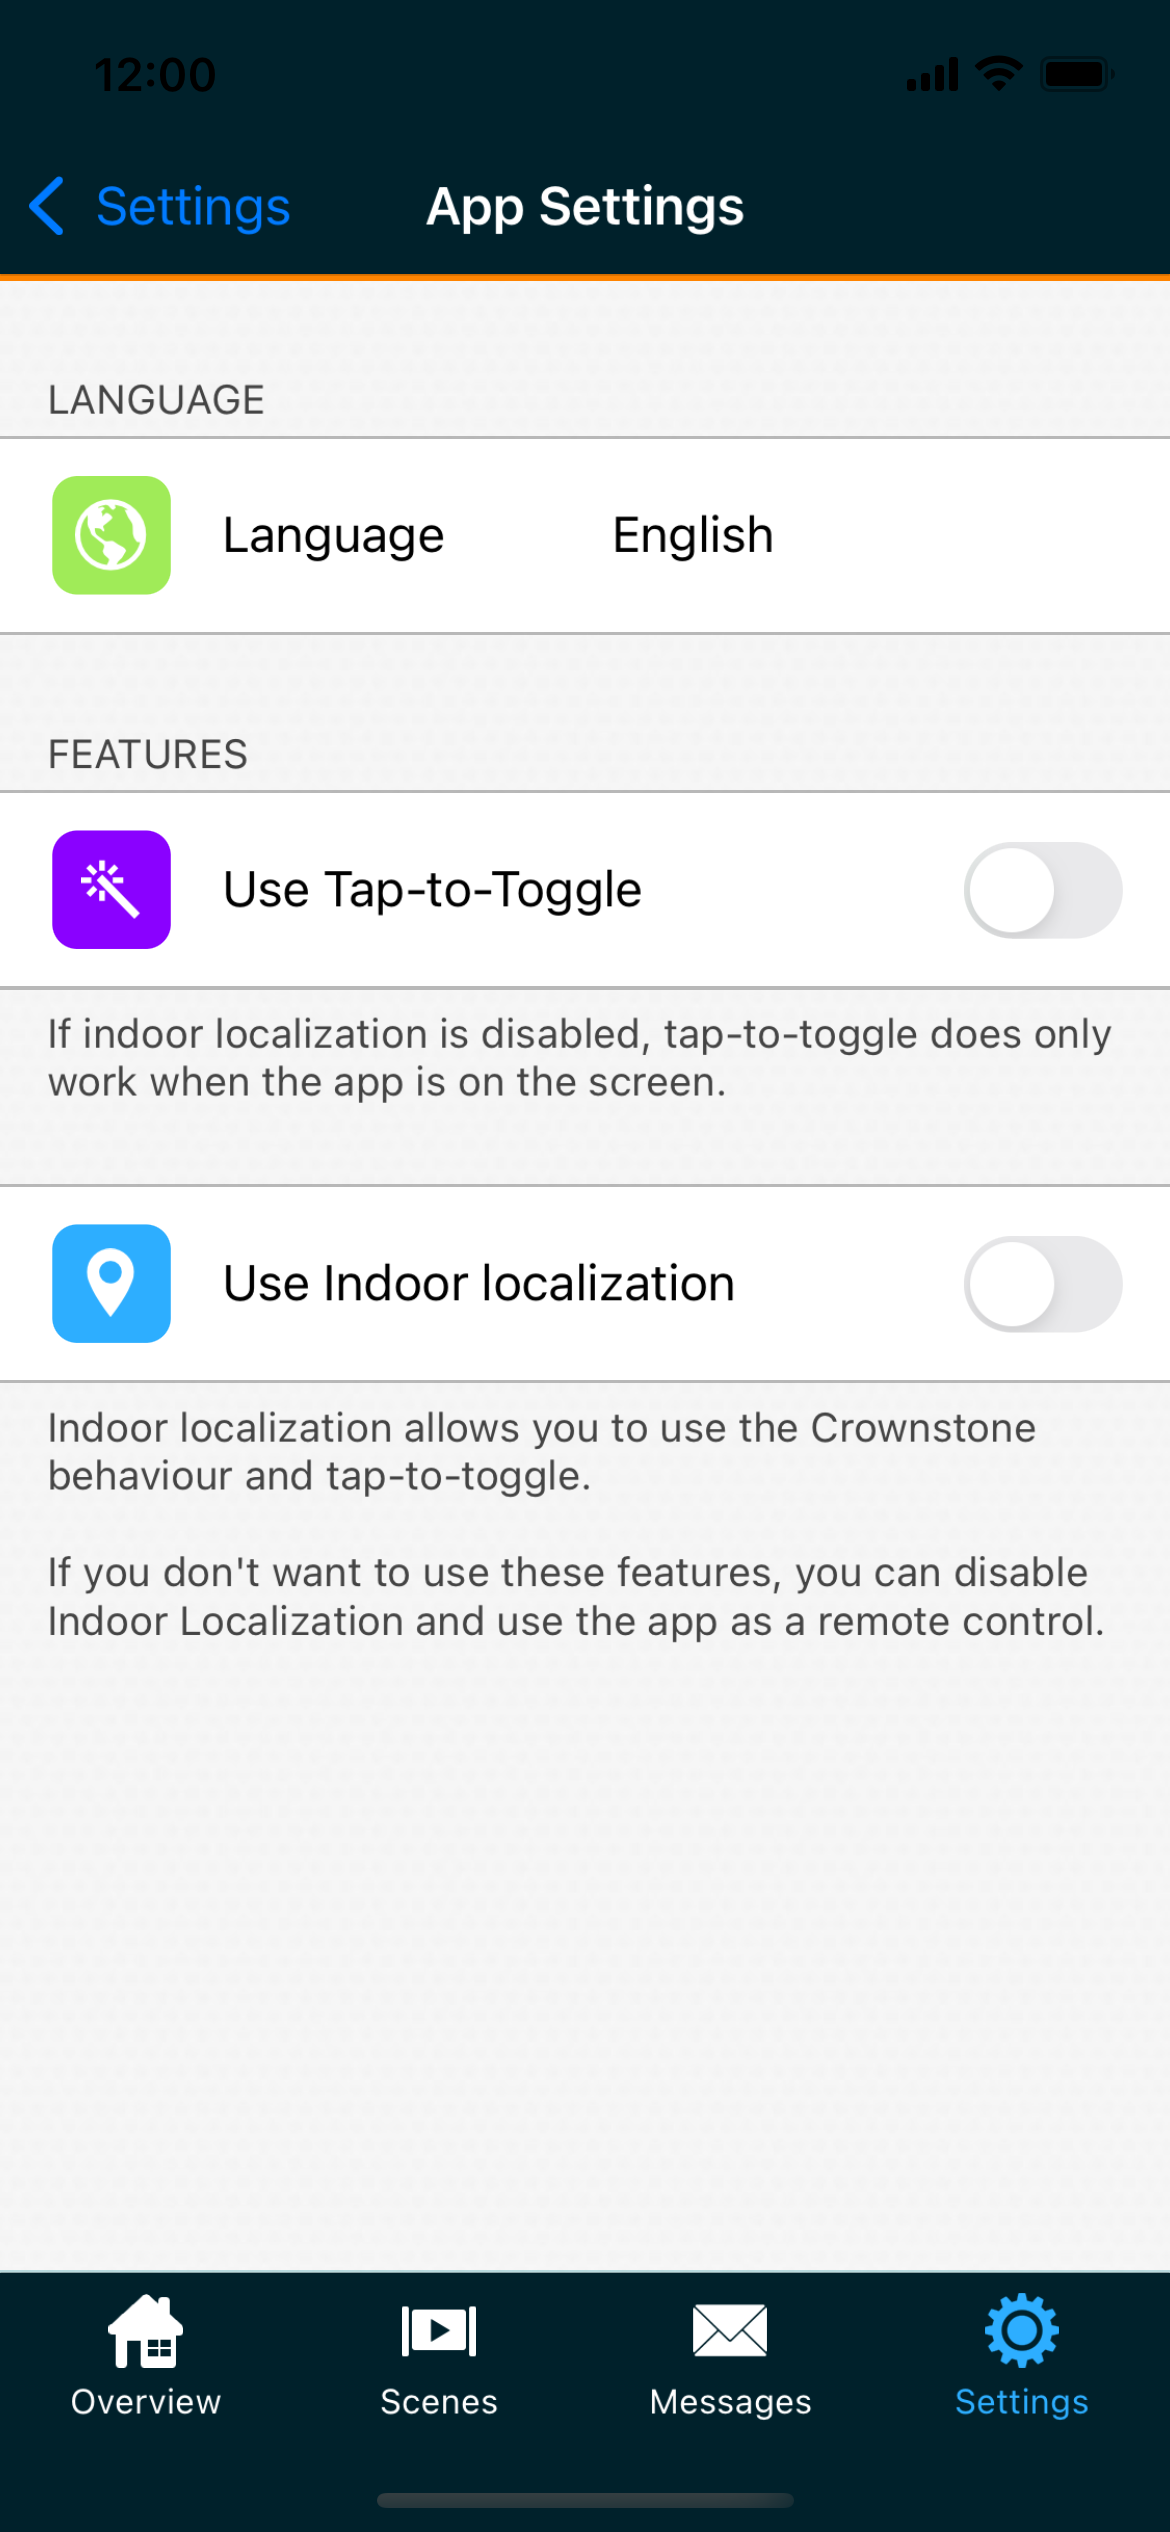 12:00
Settings
App Settings
LANGUAGE
Language English
FEATURES
Use Tap-to-Toggle
If indoor localization is disabled, tap-to-toggle does only
work when the app is on the screen.
Use Indoor localization
Indoor localization allows you to use the Crownstone
behaviour and tap-to-toggle.
If you don't want to use these features, you can disable
Indoor Localization and use the app as a remote control.
Overview Scenes Messages Settings